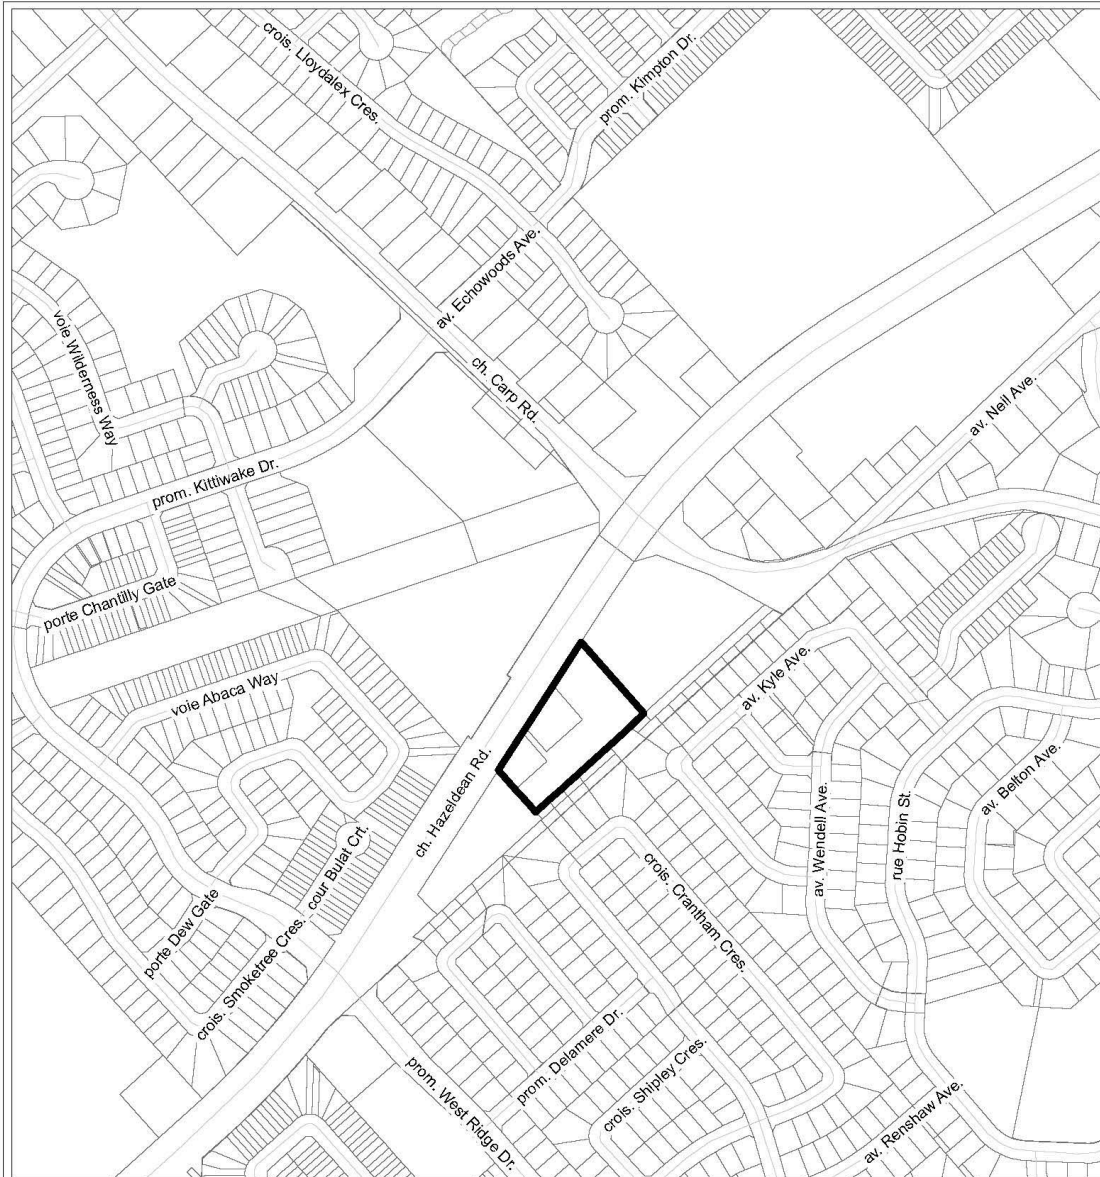 crois. Lloydalex Cres.
prom. Kimpton Dr.
av. Echowoods Ave.
voie Wilderness Way
ch. Carp Rd.
av. Neil Ave.
prom. Kittiwake Dr.
porte Chantilly Gate
voie Abaca Way
av. Kyle Ave.
ch. Hazeldean Rd.
av. Belton Ave.
av. Wendell Ave.
rue Hobin St.
cour Bulat Crt.
crois. Crantham Cres.
porte Dew Gate
crois. Smoketree Cres.
prom. Delamere Dr.
crois. Shipley Cres.
prom. West Ridge Dr.
av. Renshaw Ave.